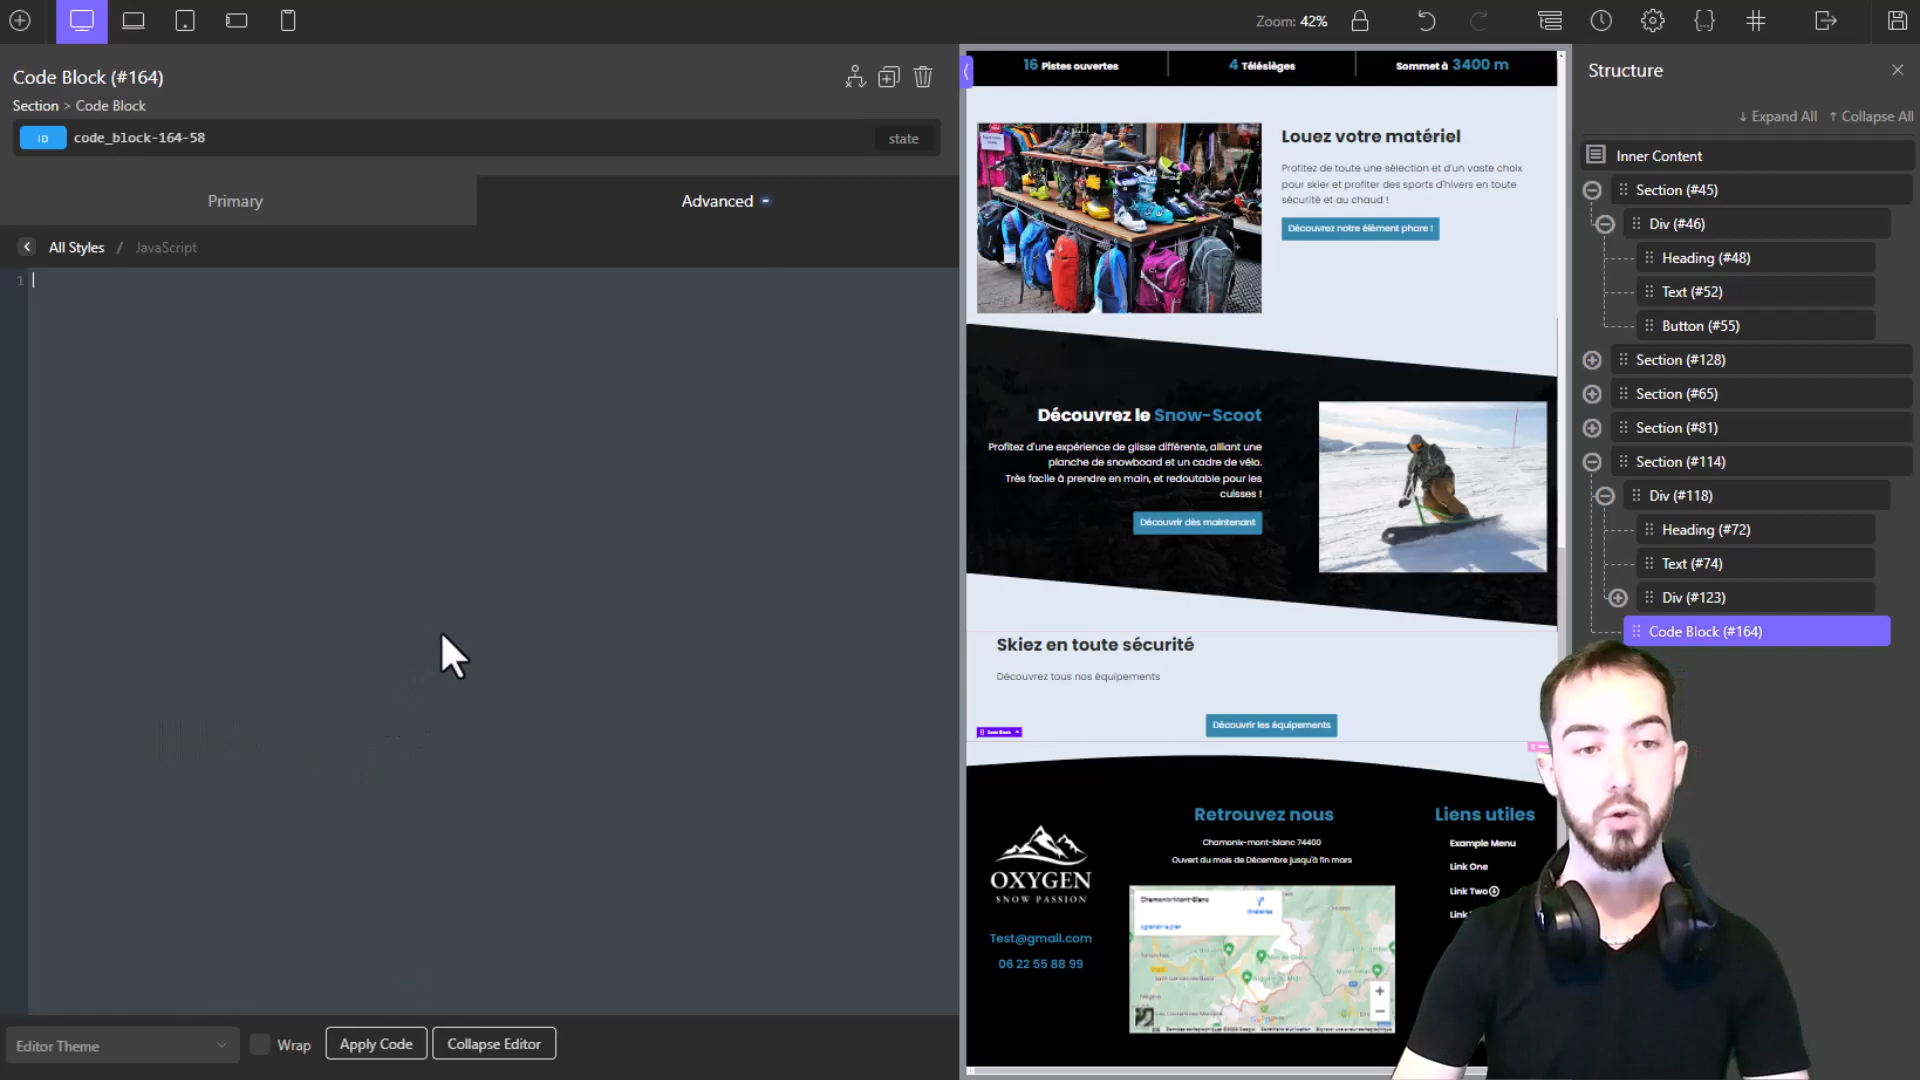 Zoom: 42%
Code Block (#164)
Section > Code Block
ID code_block-164-58 state
Primary
Advanced
All Styles / JavaScript
1
Editor Theme
Wrap
Apply Code
Collapse Editor
16 Pistes ouvertes
4 Télésièges
Sommet à 3400 m
Louez votre matériel
Profitez de toute une sélection et d'un vaste choix
pour skier et profiter des sports d'hivers en toute
sécurité et au chaud !
Découvrez notre élément phare !
Découvrez le Snow-Scoot
Profitez d'une expérience de glisse différente, alliant une
planche de snowboard et un cadre de vélo.
Très facile à prendre en main, et redoutable pour les
cuisses !
Découvrir dès maintenant
Skiez en toute sécurité
Découvrez tous nos équipements
Découvrir les équipements
Code Block
OXYGEN
SNOW PASSION
Test@gmail.com
06 22 55 88 99
Retrouvez nous
Chamonix-mont-blanc 74400
Ouvert du mois de Décembre jusqu'à fin mars
Chamonix-Mont-Blanc
Itinéraires
Agrandir le plan
Liens utiles
Example Menu
Link One
Link Two
Structure
Expand All
Collapse All
Inner Content
Section (#45)
Div (#46)
Heading (#48)
Text (#52)
Button (#55)
Section (#128)
Section (#65)
Section (#81)
Section (#114)
Div (#118)
Heading (#72)
Text (#74)
Div (#123)
Code Block (#164)